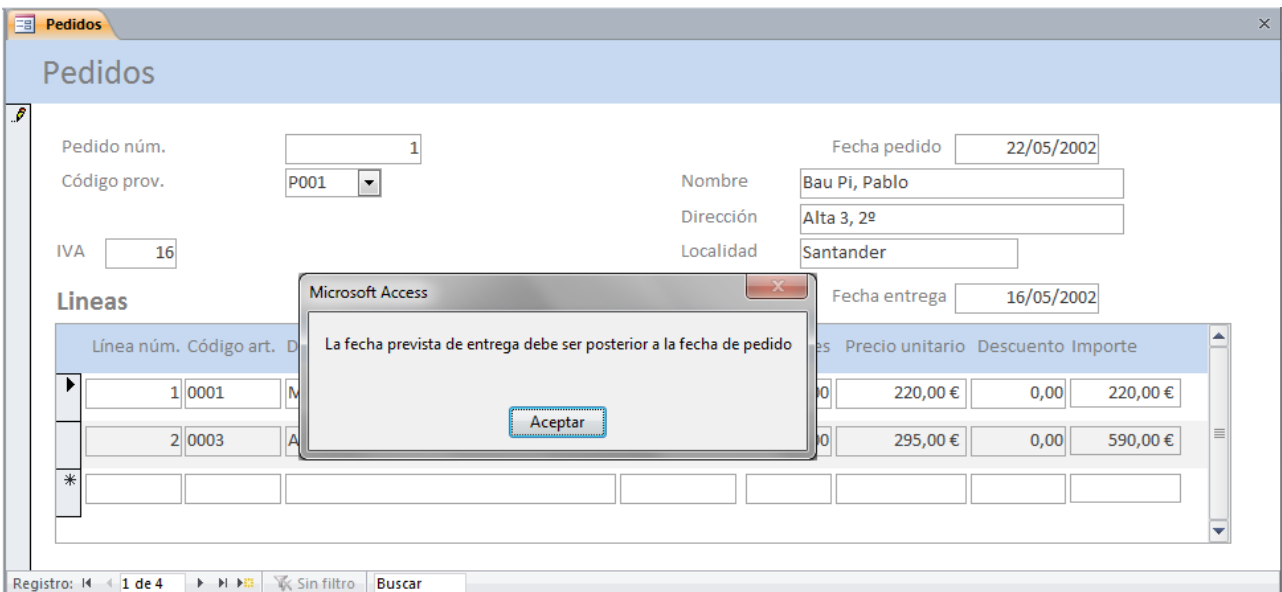 Pedidos
Pedidos
Pedido núm. 1 Fecha pedido 22/05/2002
Código prov. P001 Nombre Bau Pi, Pablo
Dirección Alta 3, 2º
IVA 16 Localidad Santander
Lineas Fecha entrega 16/05/2002
Microsoft Access
La fecha prevista de entrega debe ser posterior a la fecha de pedido
Aceptar
Línea núm. Código art. Precio unitario Descuento Importe
1 0001 220,00 € 0,00 220,00 €
2 0003 295,00 € 0,00 590,00 €
Registro: 1 de 4 Sin filtro Buscar